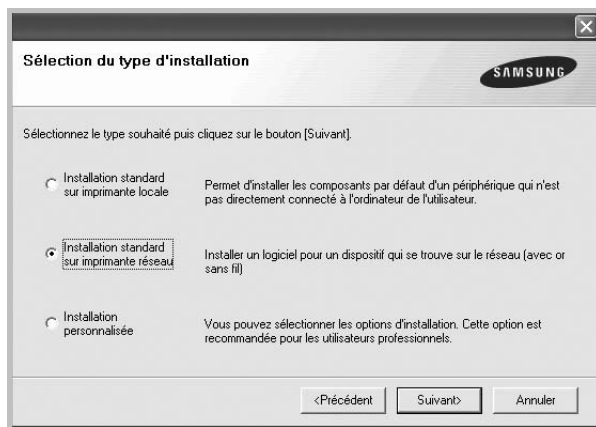 Sélection du type d'installation
SAMSUNG
Sélectionnez le type souhaité puis cliquez sur le bouton [Suivant].
Installation standard
sur imprimante locale
Permet d'installer les composants par défaut d'un périphérique qui n'est
pas directement connecté à l'ordinateur de l'utilisateur.
Installation standard
sur imprimante réseau
Installer un logiciel pour un dispositif qui se trouve sur le réseau (avec or
sans fil)
Installation
personnalisée
Vous pouvez sélectionner les options d'installation. Cette option est
recommandée pour les utilisateurs professionnels.
<Précédent
Suivant>
Annuler